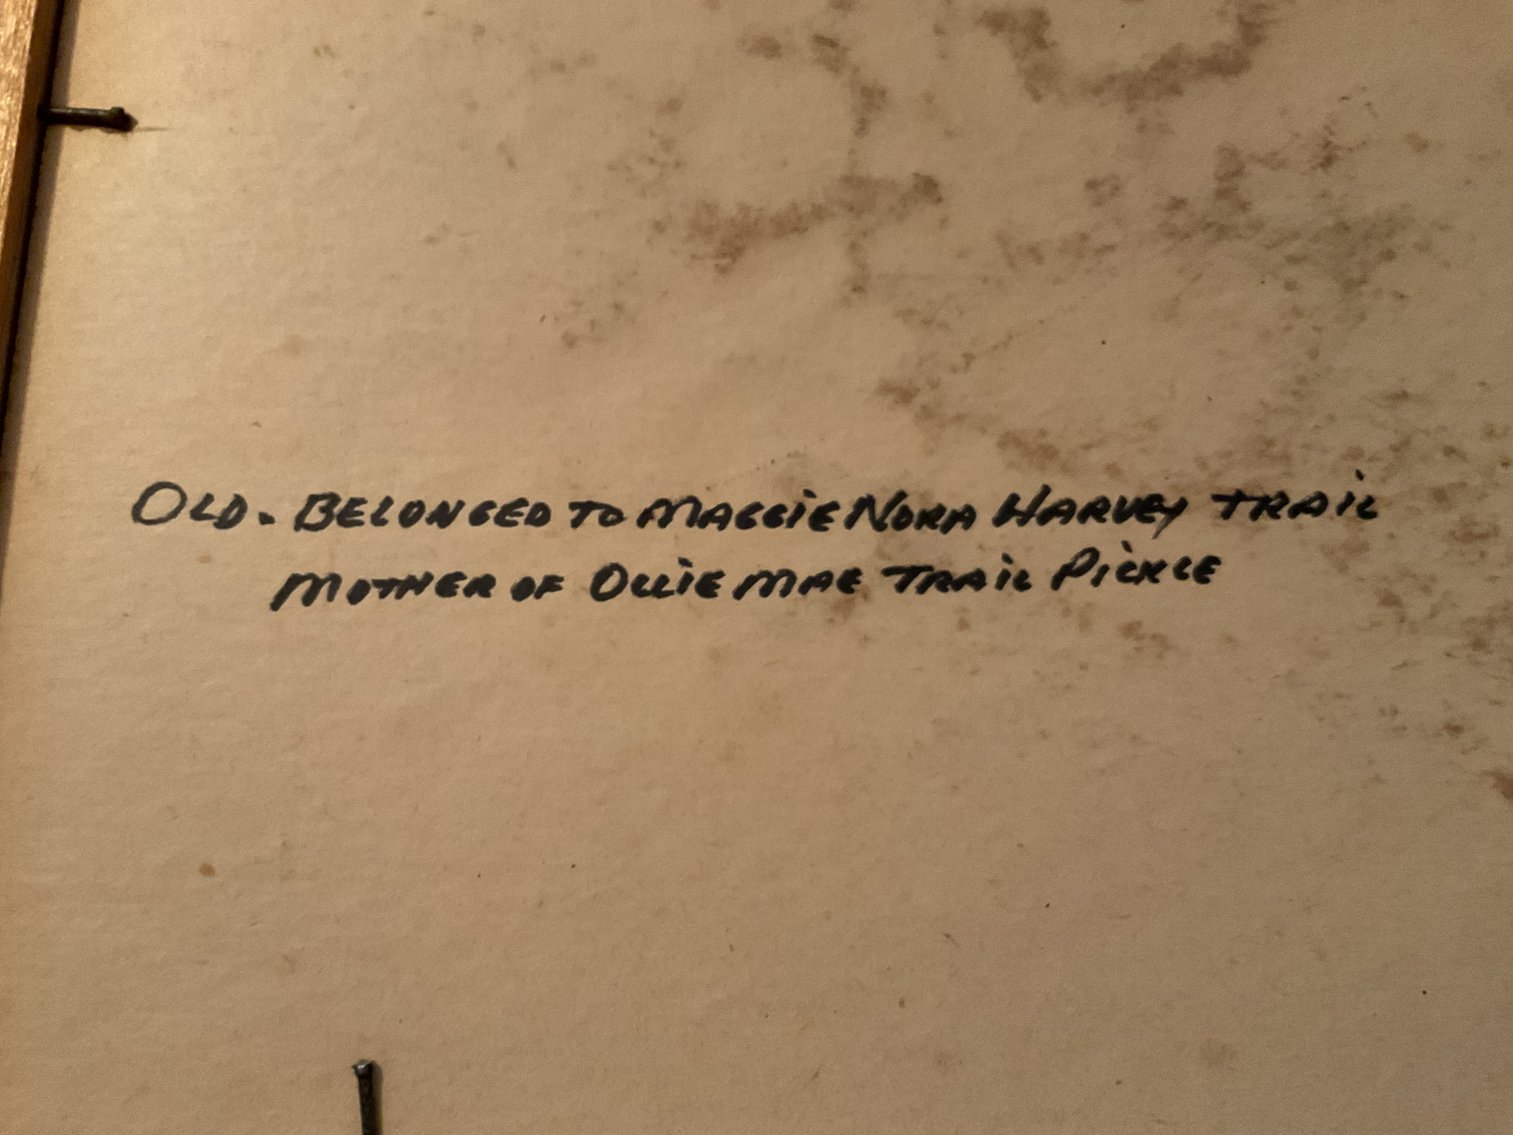 OLD. BELONGED TO MAGGIE NORA HARVEY TRAIL
MOTHER OF OLLIE MAE TRAIL PICKLE